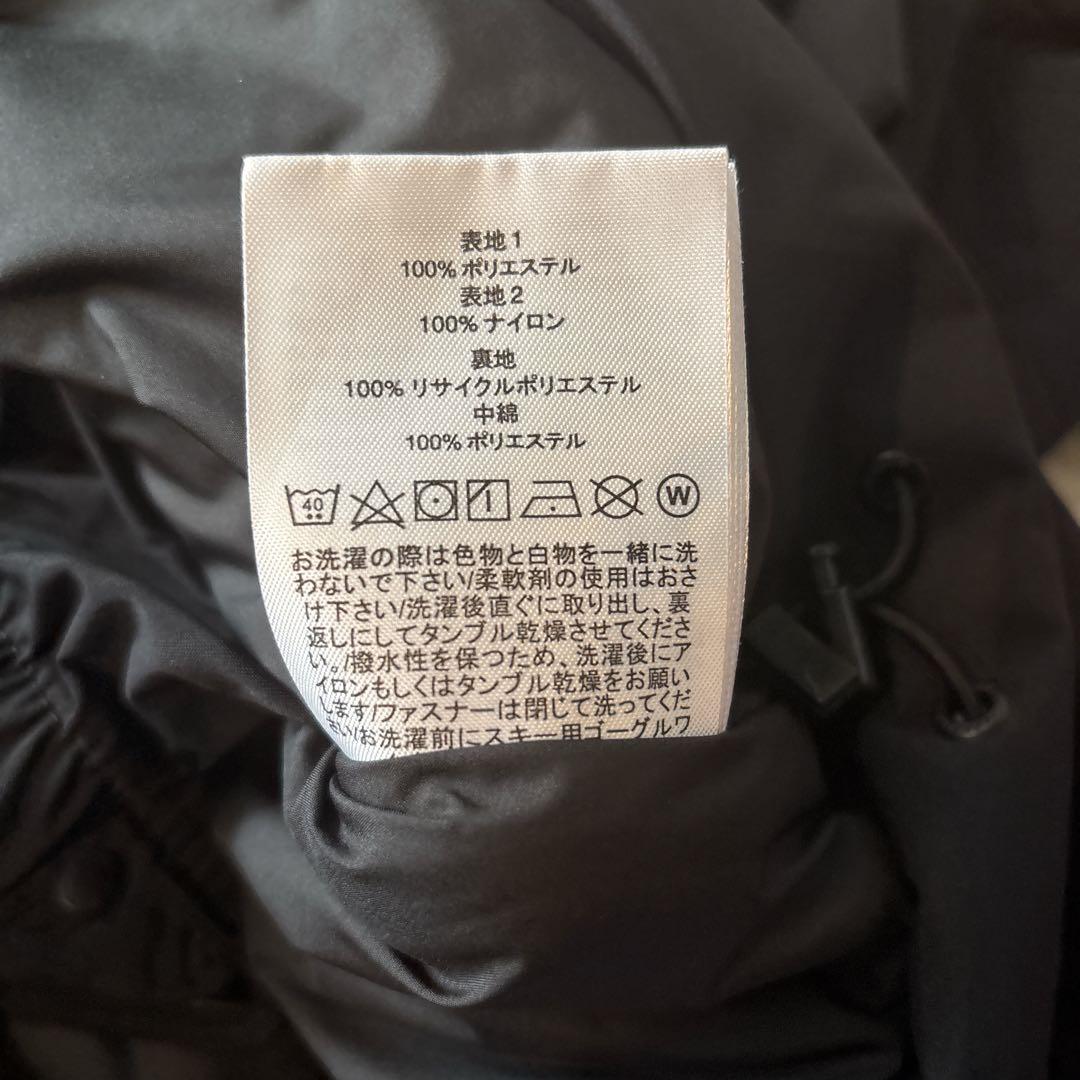 表地1
100% ポリエステル
表地2
100% ナイロン
裏地
100% リサイクルポリエステル
中綿
100% ポリエステル
40 W
お洗濯の際は色物と白物を一緒に洗
わないで下さい/柔軟剤の使用はおさ
け下さい/洗濯後直ぐに取り出し、裏
返しにしてタンブル乾燥させてくださ
い。/撥水性を保つため、洗濯後にア
イロンもしくはタンブル乾燥をお願い
します/ファスナーは閉じて洗ってくだ
さい/お洗濯前にスキー用ゴーグルワ